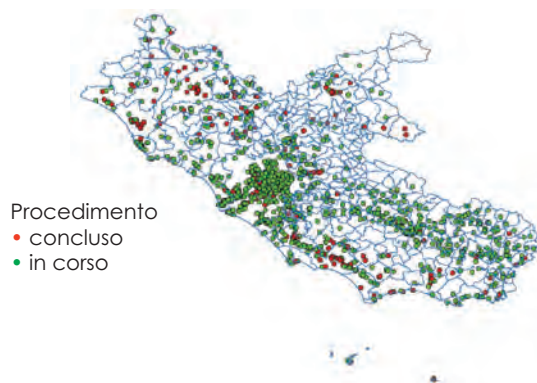 Procedimento
• concluso
• in corso